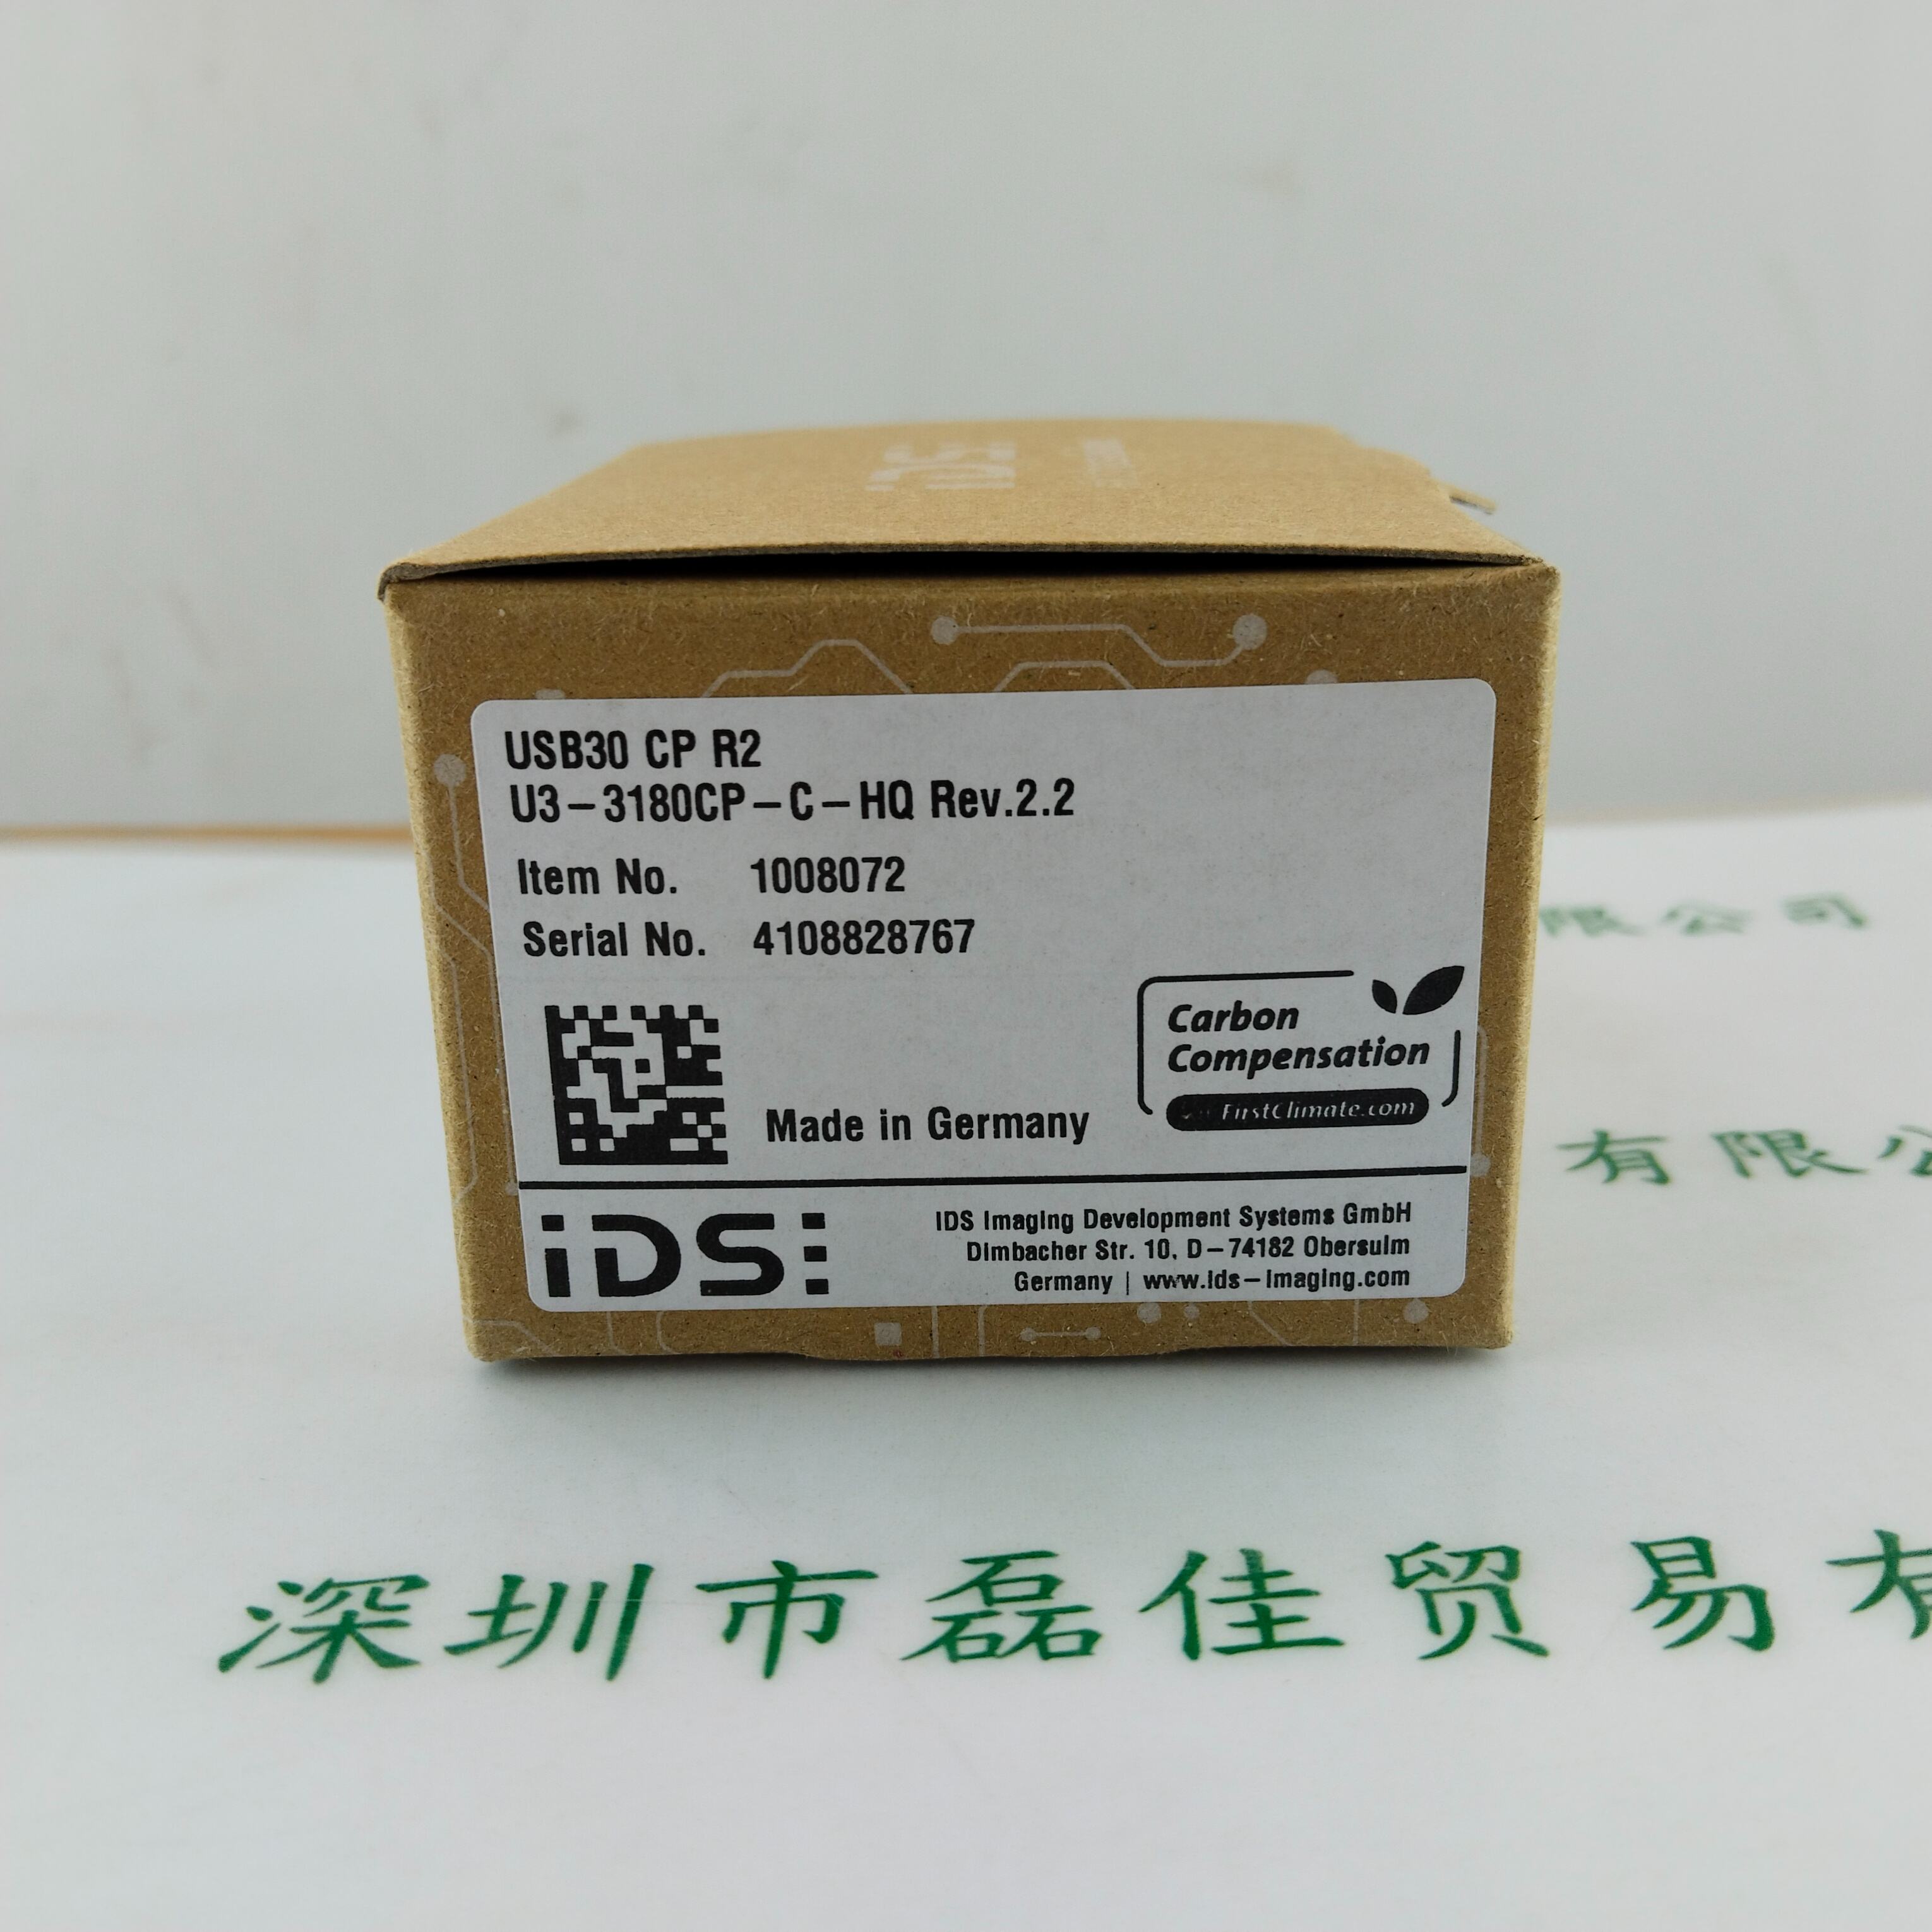 IDS
USB30 CP R2
U3-3180CP-C-HQ Rev.2.2
Item No. 1008072
Serial No. 4108828767
Carbon
Compensation
FirstClimate.com
Made in Germany
IDS
IDS Imaging Development Systems GmbH
Dimbacher Str. 10, D-74182 Obersulm
Germany | www.ids-imaging.com
限公司
有限公
深圳市磊佳贸易有